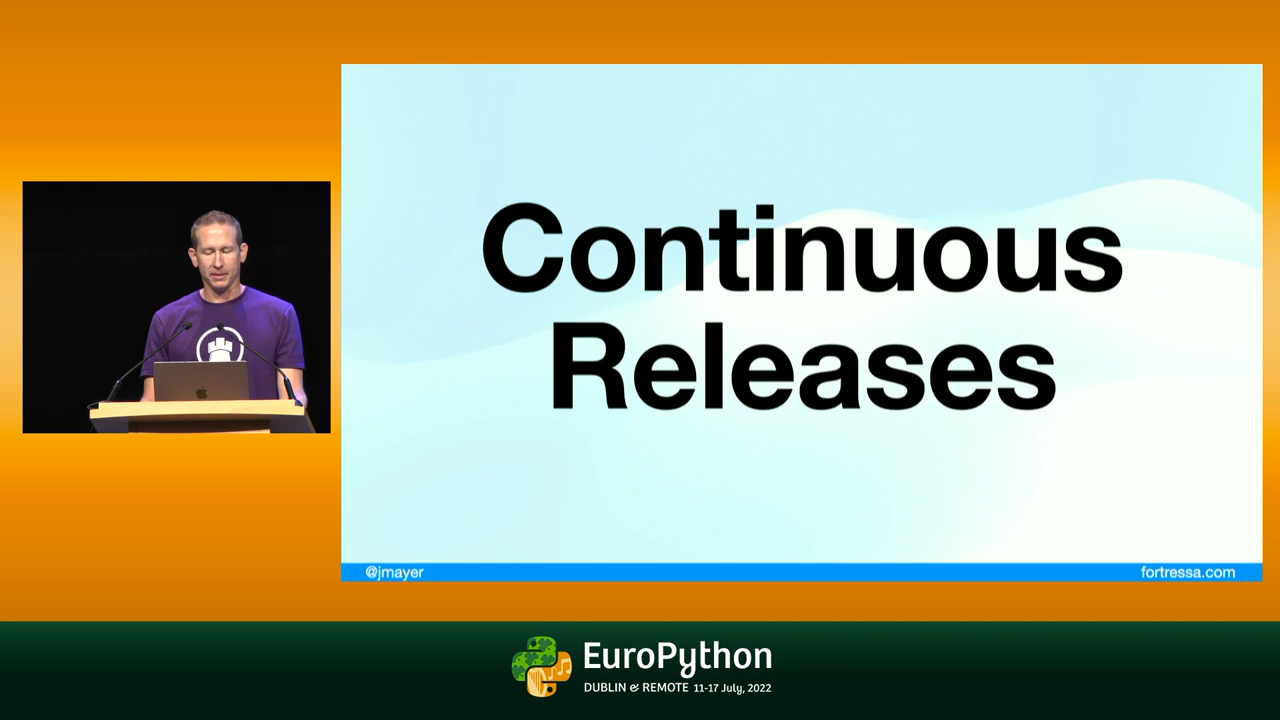 Continuous
Releases
@jmayer
fortressa.com
EuroPython
DUBLIN & REMOTE 11-17 July, 2022